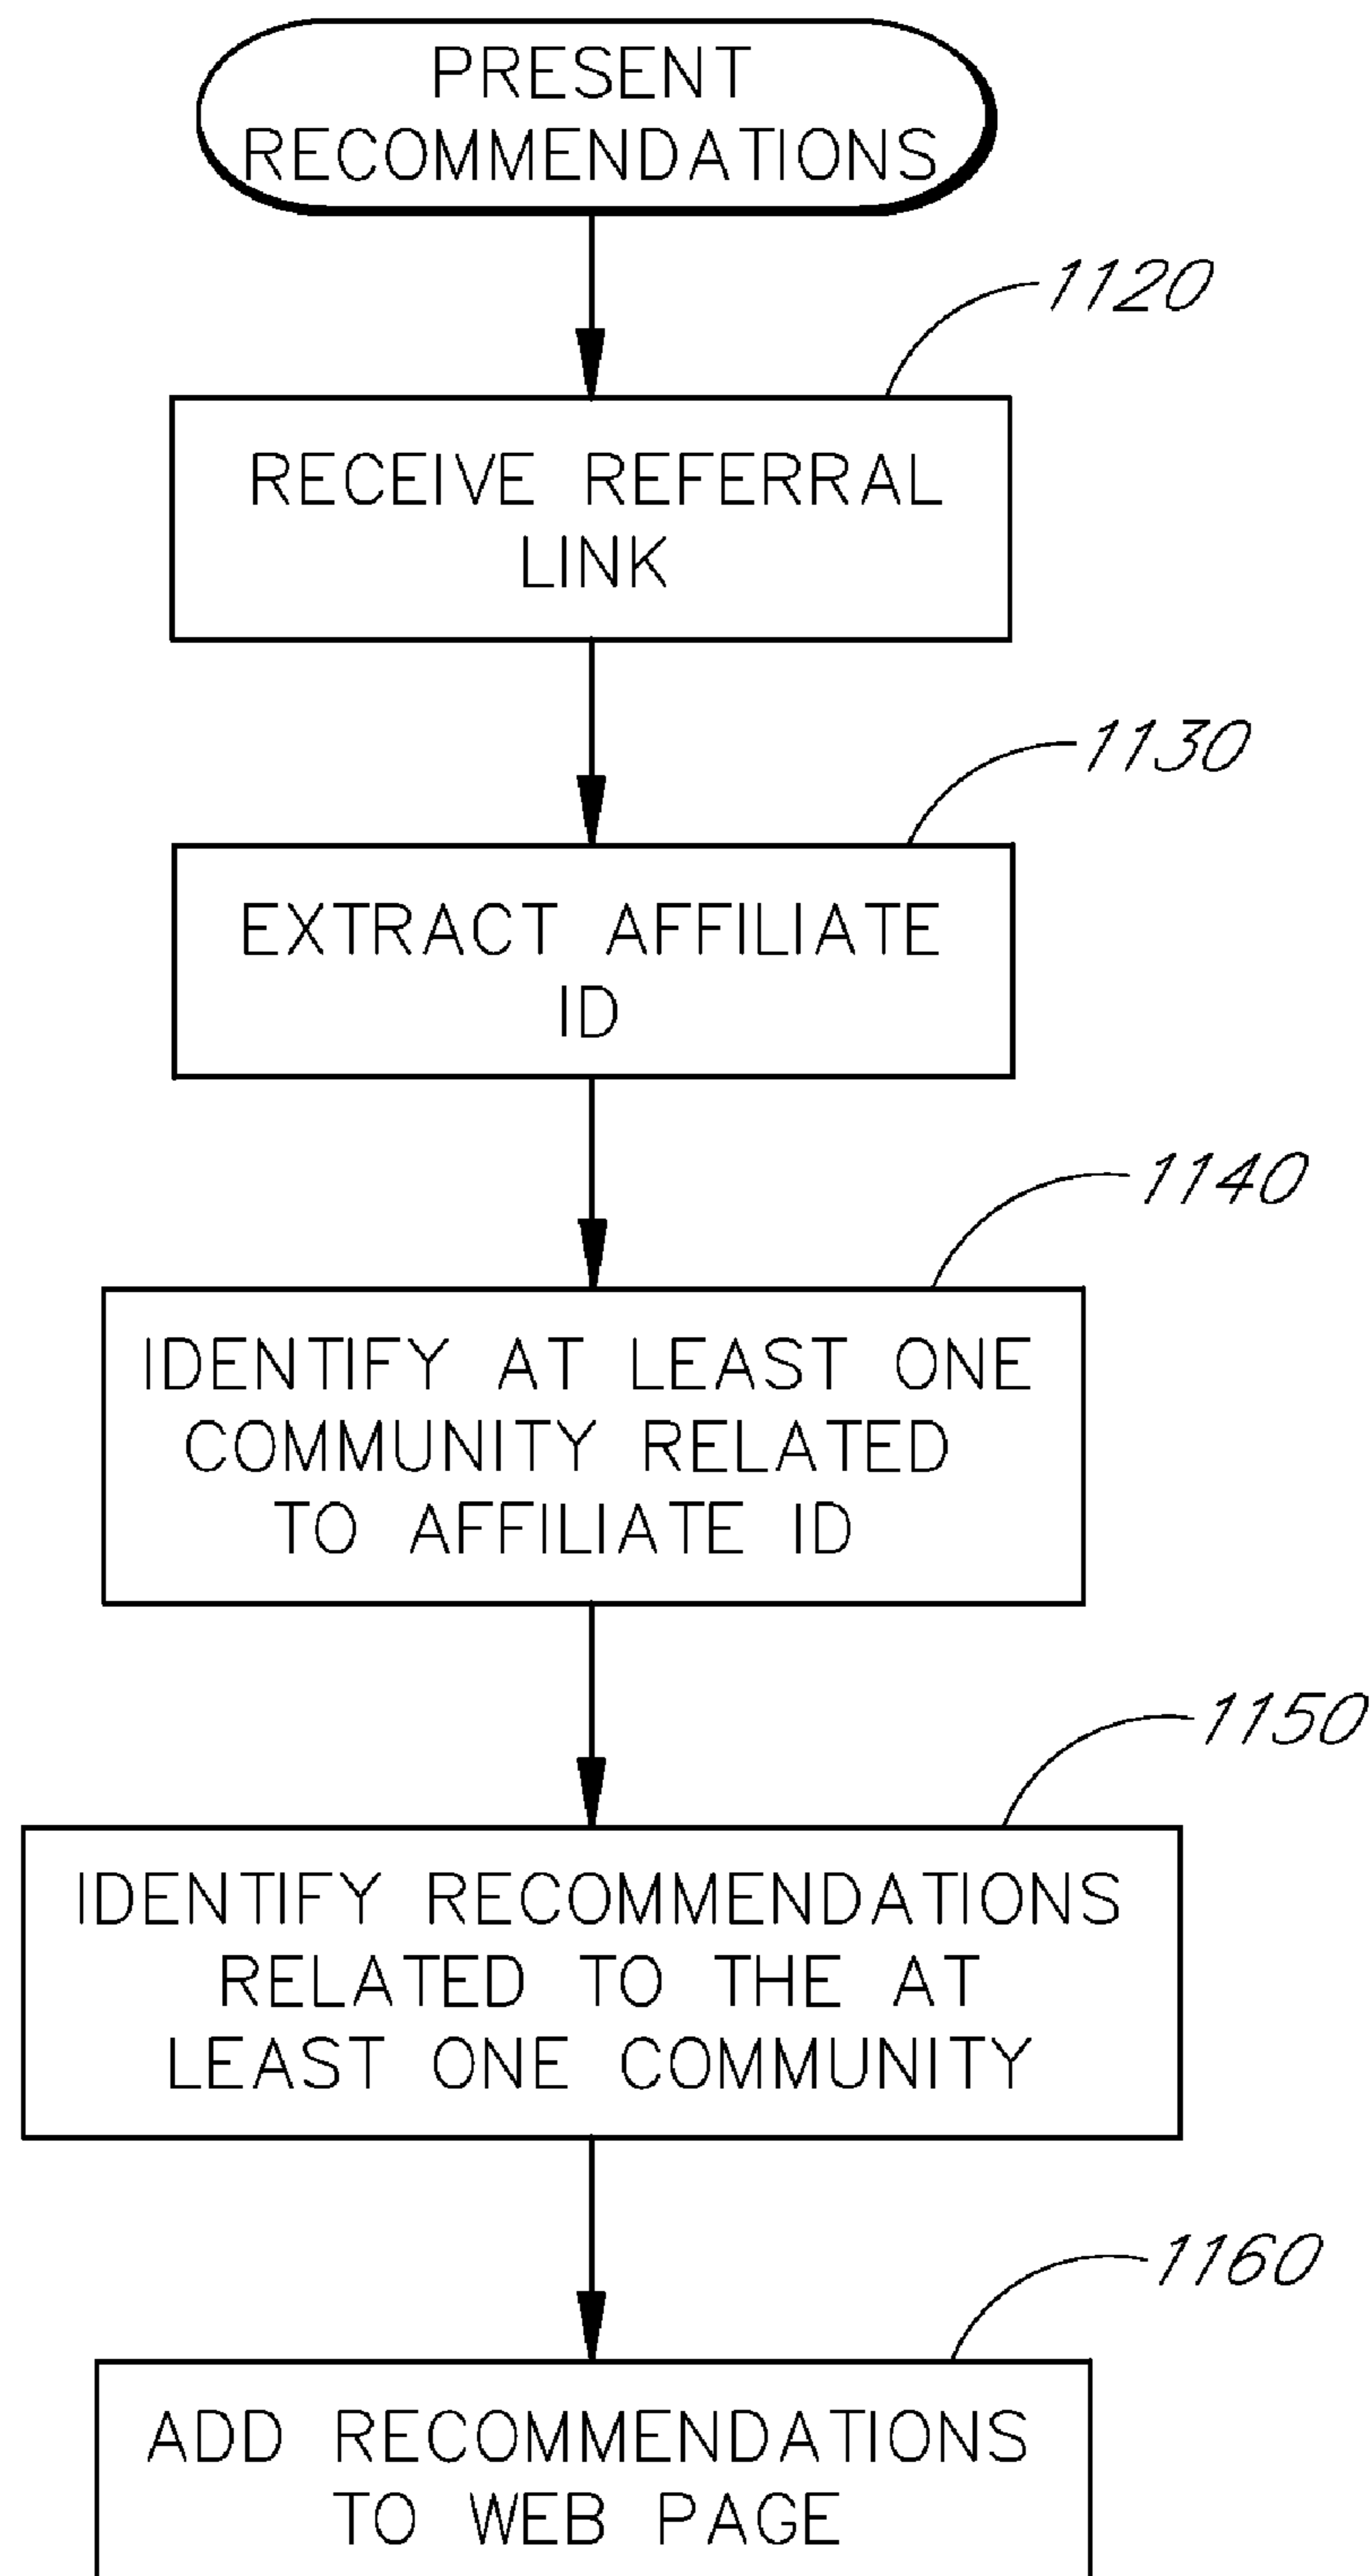 PRESENT
RECOMMENDATIONS
1120
RECEIVE REFERRAL
LINK
1130
EXTRACT AFFILIATE
ID
1140
IDENTIFY AT LEAST ONE
COMMUNITY RELATED
TO AFFILIATE ID
1150
IDENTIFY RECOMMENDATIONS
RELATED TO THE AT
LEAST ONE COMMUNITY
1160
ADD RECOMMENDATIONS
TO WEB PAGE